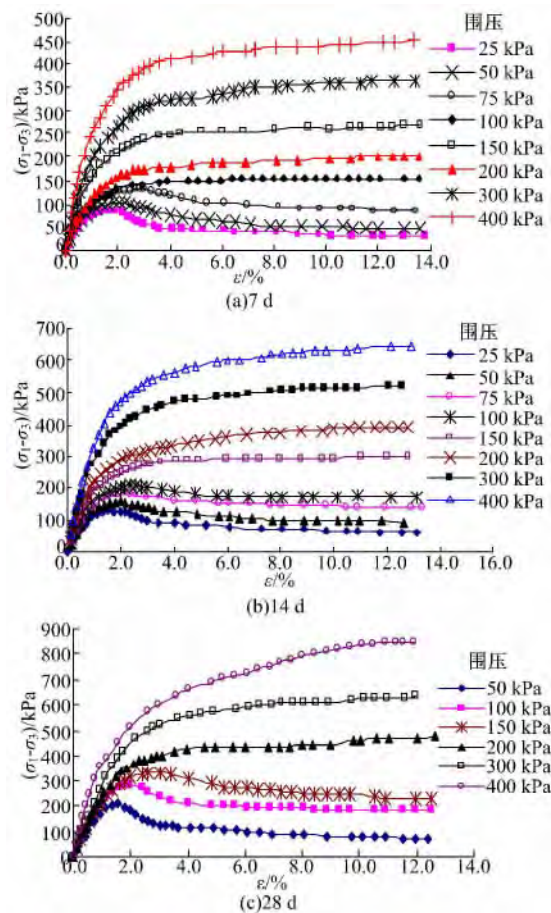 (σ₁-σ₃)/kPa
450
400
350
300
250
200
150
100
50
0
0.0 2.0 4.0 6.0 8.0 10.0 12.0 14.0
ε/%
围压
25 kPa
50 kPa
75 kPa
100 kPa
150 kPa
200 kPa
300 kPa
400 kPa
(a)7 d
(σ₁-σ₃)/kPa
700
600
500
400
300
200
100
0
0.0 2.0 4.0 6.0 8.0 10.0 12.0 14.0 16.0
ε/%
围压
25 kPa
50 kPa
75 kPa
100 kPa
150 kPa
200 kPa
300 kPa
400 kPa
(b)14 d
(σ₁-σ₃)/kPa
900
800
700
600
500
400
300
200
100
0
0.0 2.0 4.0 6.0 8.0 10.0 12.0 14.0
ε/%
围压
50 kPa
100 kPa
150 kPa
200 kPa
300 kPa
400 kPa
(c)28 d